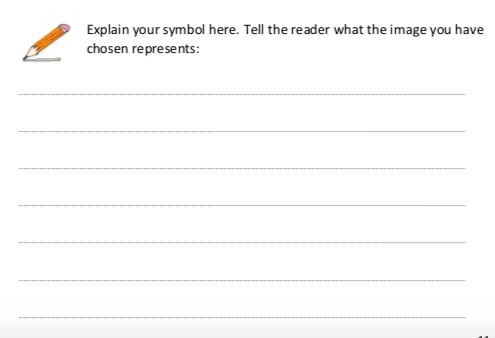 Explain your symbol here. Tell the reader what the image you have
chosen represents: